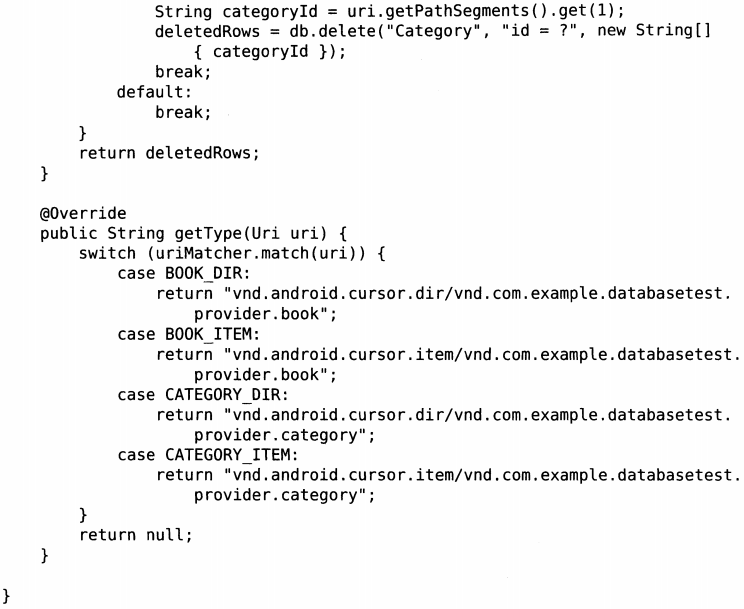 String categoryId = uri.getPathSegments().get(1);
deletedRows = db.delete("Category", "id = ?", new String[]
{ categoryId });
break;
default:
break;
}
return deletedRows;
}
@Override
public String getType(Uri uri) {
switch (uriMatcher.match(uri)) {
case BOOK_DIR:
return "vnd.android.cursor.dir/vnd.com.example.databasetest.
provider.book";
case BOOK_ITEM:
return "vnd.android.cursor.item/vnd.com.example.databasetest.
provider.book";
case CATEGORY_DIR:
return "vnd.android.cursor.dir/vnd.com.example.databasetest.
provider.category";
case CATEGORY_ITEM:
return "vnd.android.cursor.item/vnd.com.example.databasetest.
provider.category";
}
return null;
}
}